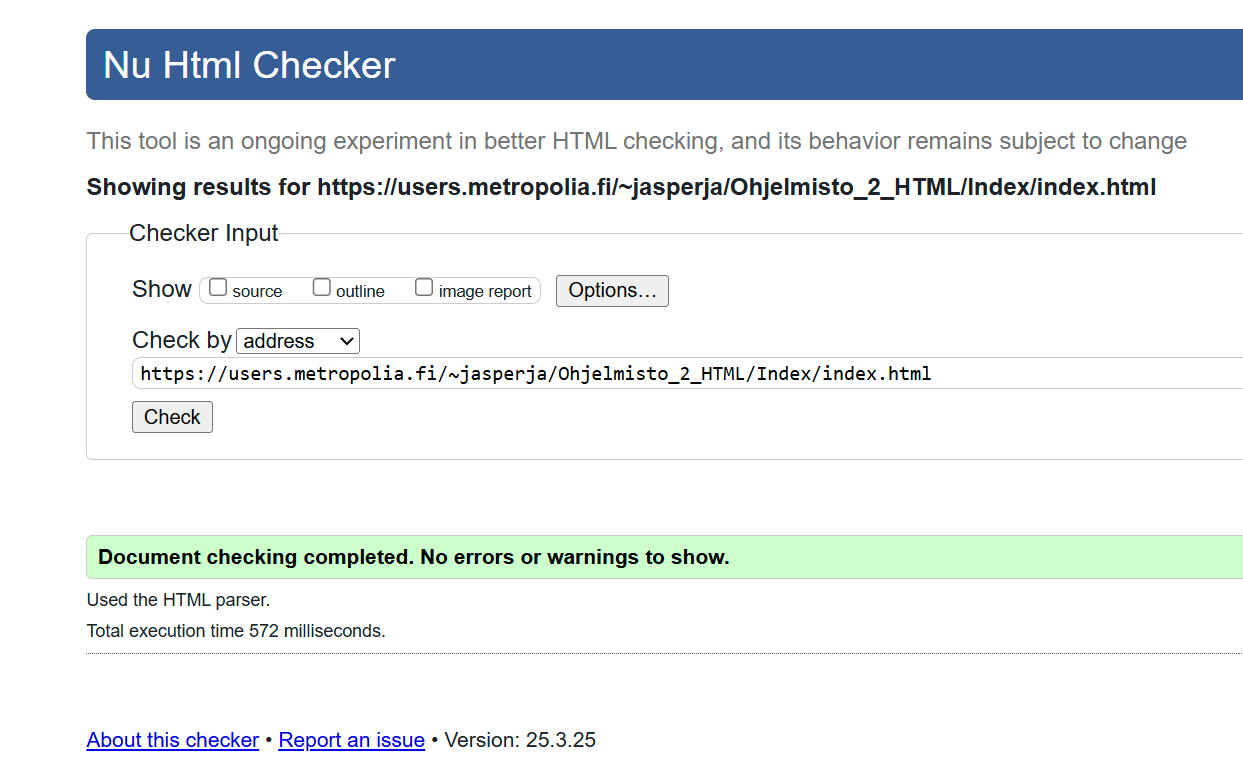 Nu Html Checker
This tool is an ongoing experiment in better HTML checking, and its behavior remains subject to change
Showing results for https://users.metropolia.fi/~jasperja/Ohjelmisto_2_HTML/Index/index.html
Checker Input
Show source outline image report Options…
Check by address
https://users.metropolia.fi/~jasperja/Ohjelmisto_2_HTML/Index/index.html
Check
Document checking completed. No errors or warnings to show.
Used the HTML parser.
Total execution time 572 milliseconds.
About this checker • Report an issue • Version: 25.3.25